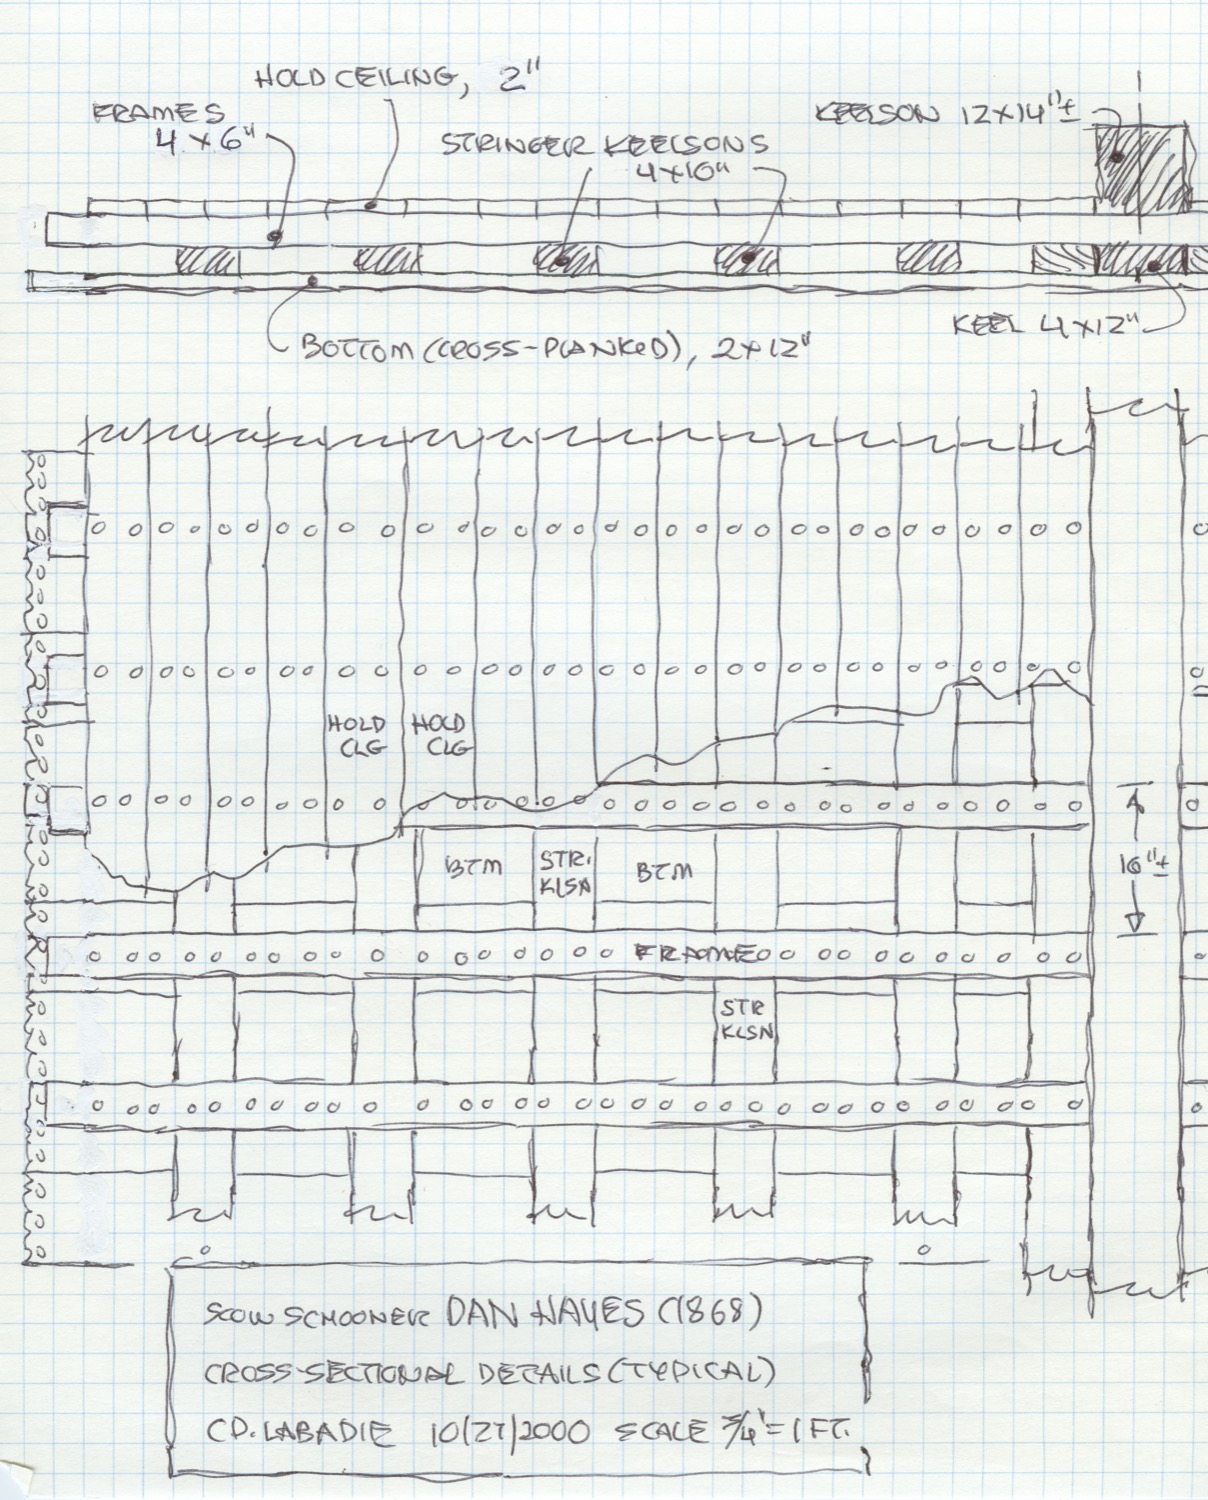 HOLD CEILING, 2"
FRAMES
4 x 6"
STRINGER KEELSONS
4x10"
KEELSON 12x14"±
KEEL 4x12"
BOTTOM (CROSS-PLANKED), 2x12"
HOLD
CLG
HOLD
CLG
BTM
STR.
KLSN
BTM
16"±
FRAME
STR
KLSN
SCOW SCHOONER DAN HAYES (1868)
CROSS-SECTIONAL DETAILS (TYPICAL)
C.P. LABADIE 10/27/2000 SCALE 3/4" = 1 FT.